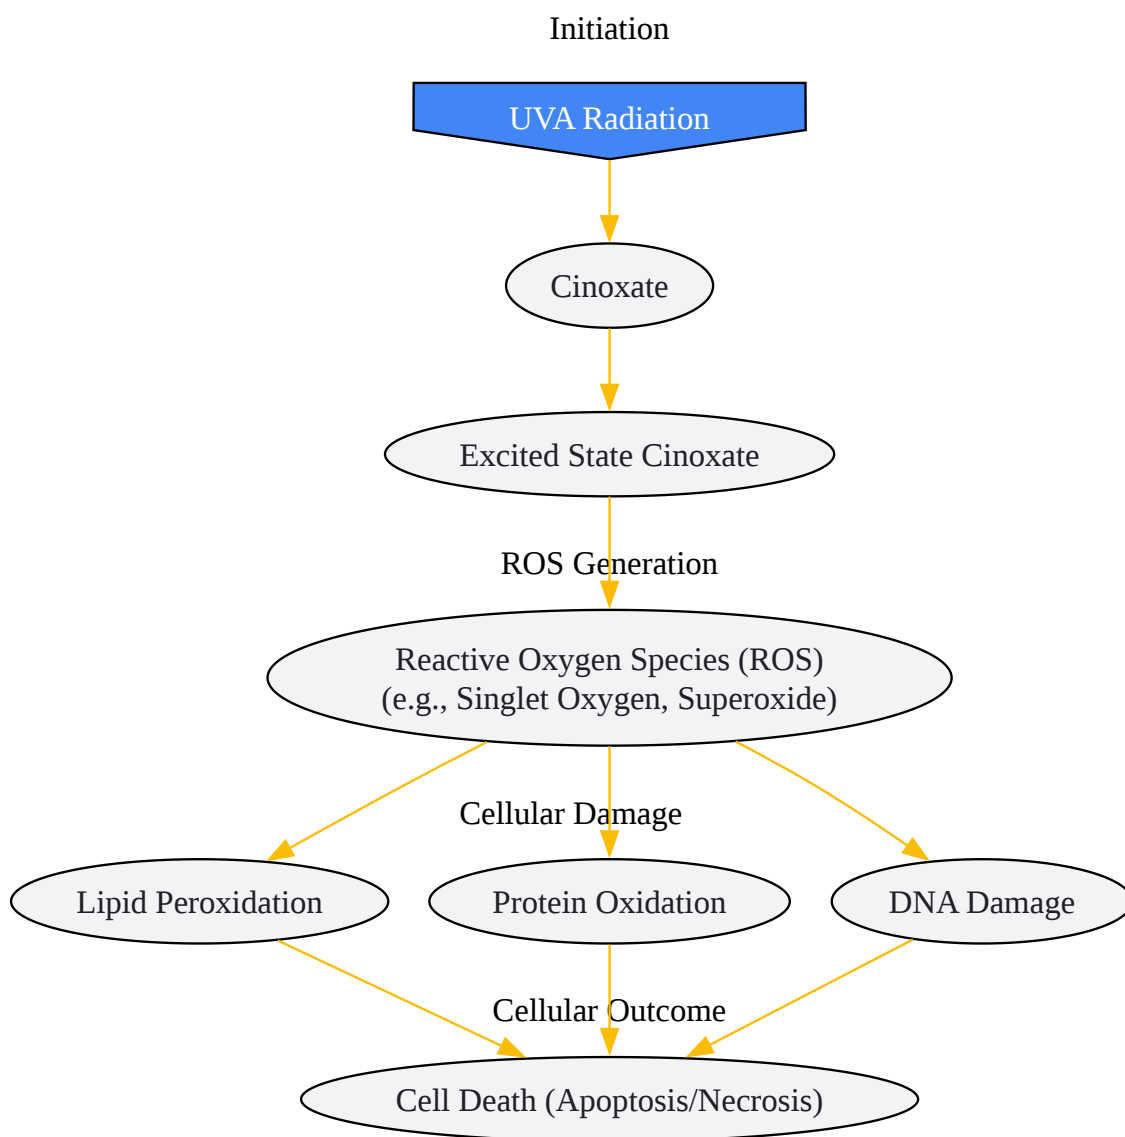 Initiation
UVA Radiation
Cinoxate
Excited State Cinoxate
ROS Generation
Reactive Oxygen Species (ROS)
(e.g., Singlet Oxygen, Superoxide)
Cellular Damage
Lipid Peroxidation
Protein Oxidation
DNA Damage
Cellular Outcome
Cell Death (Apoptosis/Necrosis)